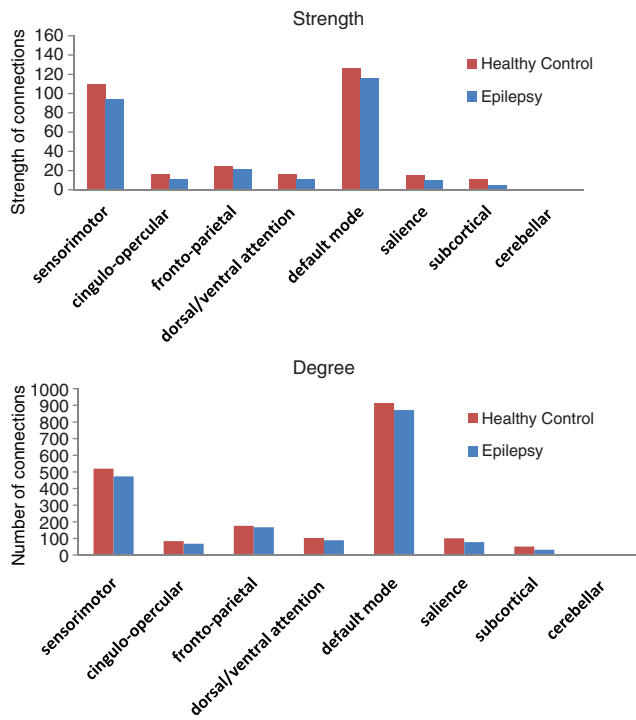 Strength
Strength of connections
160
140
120
100
80
60
40
20
0
Healthy Control
Epilepsy
sensorimotor
cingulo-opercular
fronto-parietal
dorsal/ventral attention
default mode
salience
subcortical
cerebellar
Degree
Number of connections
1000
900
800
700
600
500
400
300
200
100
0
Healthy Control
Epilepsy
sensorimotor
cingulo-opercular
fronto-parietal
dorsal/ventral attention
default mode
salience
subcortical
cerebellar